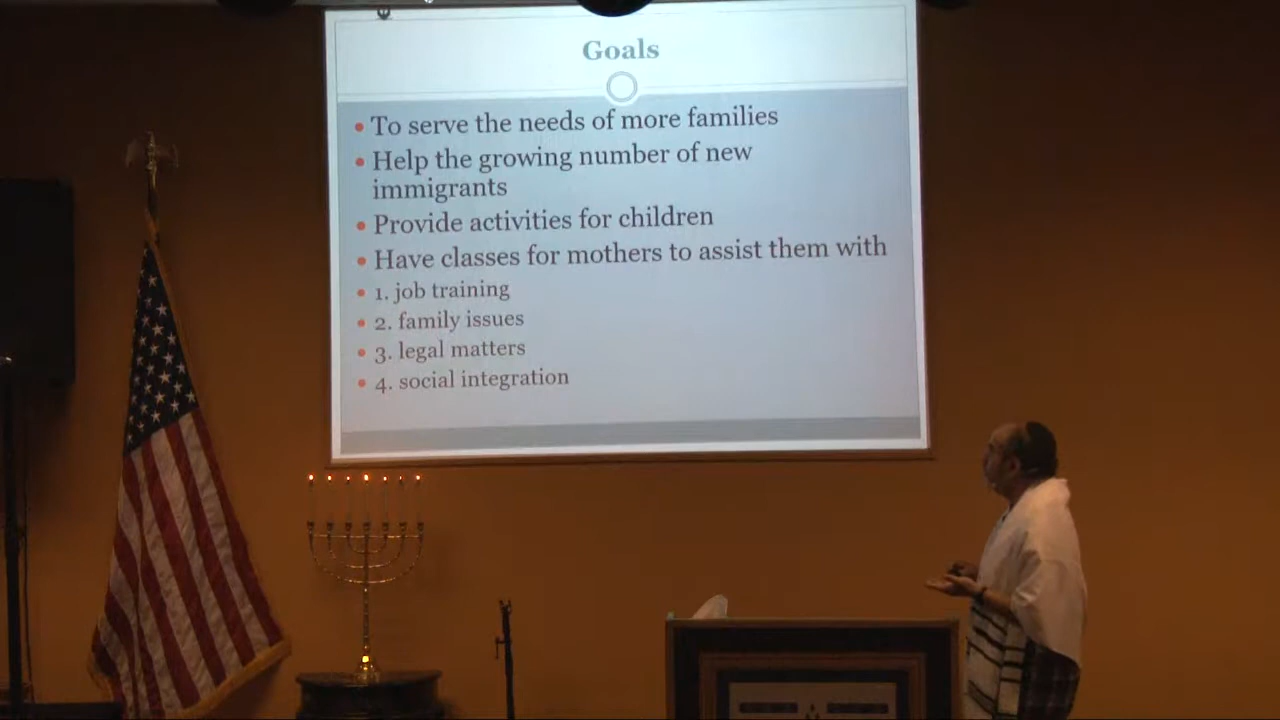 Goals
• To serve the needs of more families
• Help the growing number of new
immigrants
• Provide activities for children
• Have classes for mothers to assist them with
• 1. job training
• 2. family issues
• 3. legal matters
• 4. social integration